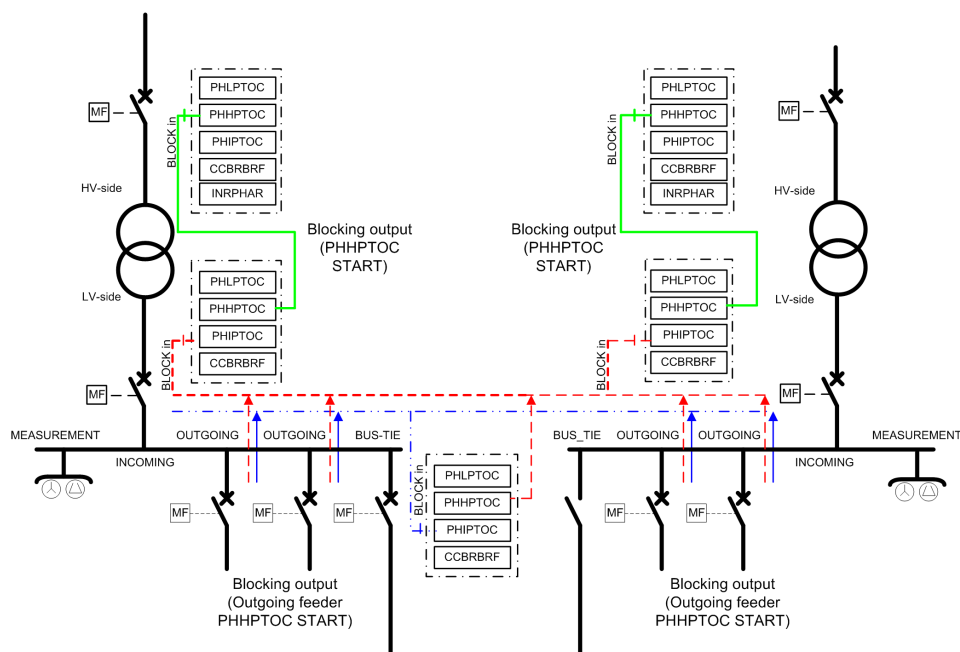 PHLPTOC
PHHPTOC
PHIPTOC
CCBRBRF
INRPHAR
MF
BLOCK in
HV-side
Blocking output
(PHHPTOC
START)
LV-side
PHLPTOC
PHHPTOC
PHIPTOC
CCBRBRF
BLOCK in
MF
PHLPTOC
PHHPTOC
PHIPTOC
CCBRBRF
INRPHAR
MF
BLOCK in
HV-side
Blocking output
(PHHPTOC
START)
LV-side
PHLPTOC
PHHPTOC
PHIPTOC
CCBRBRF
BLOCK in
MF
MEASUREMENT
OUTGOING
OUTGOING
BUS-TIE
BUS_TIE
OUTGOING
OUTGOING
MEASUREMENT
INCOMING
INCOMING
PHLPTOC
PHHPTOC
PHIPTOC
CCBRBRF
BLOCK in
MF
MF
MF
MF
MF
Blocking output
(Outgoing feeder
PHHPTOC START)
Blocking output
(Outgoing feeder
PHHPTOC START)